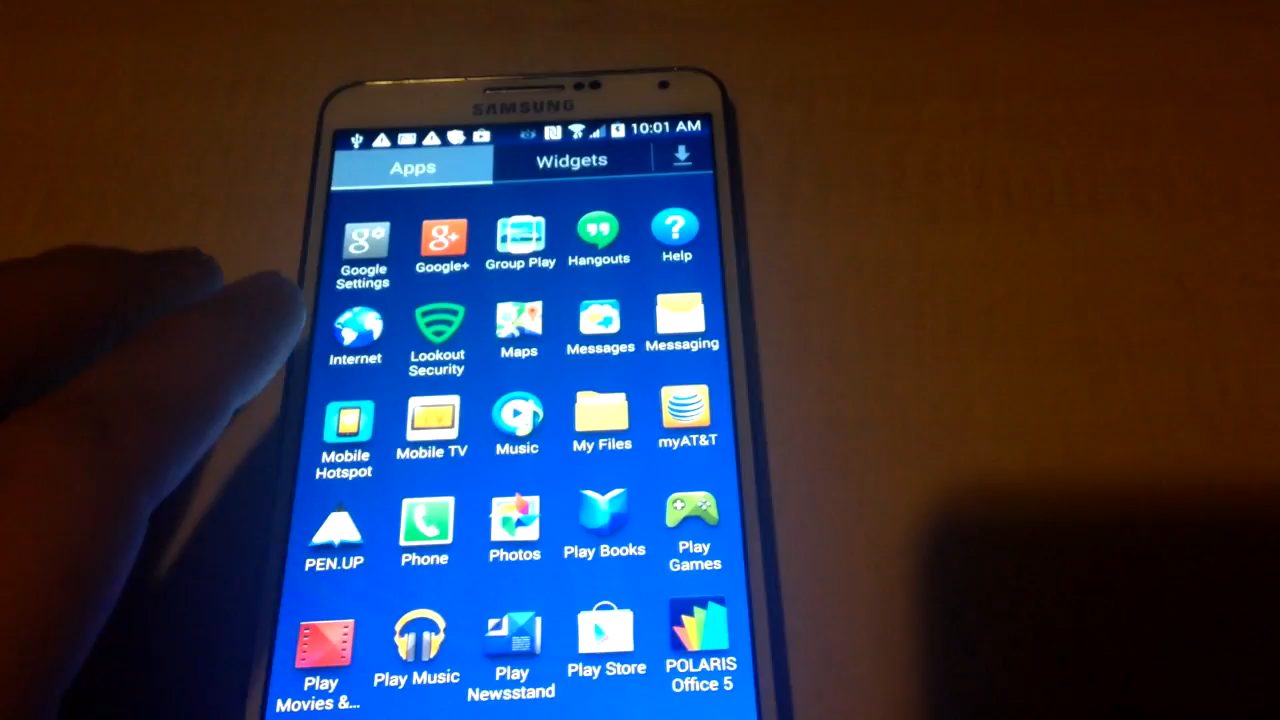 SAMSUNG
10:01 AM
Apps
Widgets
g
g+
Google
Settings
Google+
Group Play
Hangouts
?
Help
Internet
Lookout
Security
Maps
Messages
Messaging
Mobile
Hotspot
Mobile TV
Music
My Files
myAT&T
PEN.UP
Phone
Photos
Play Books
Play
Games
Play
Movies &...
Play Music
Play
Newsstand
Play Store
POLARIS
Office 5